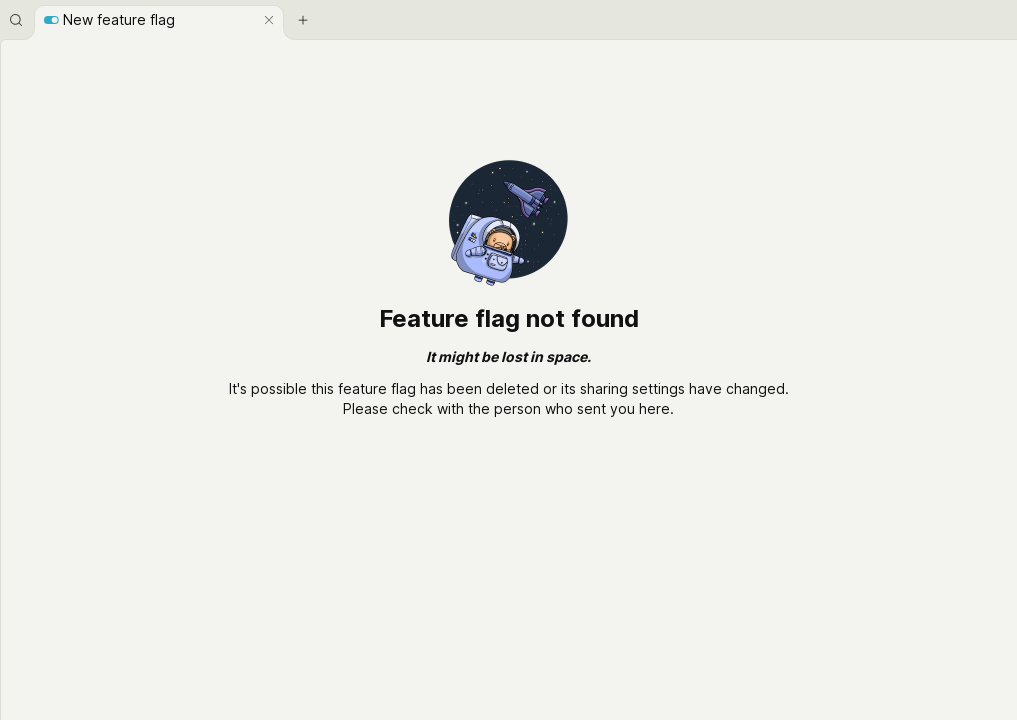 New feature flag
Feature flag not found
It might be lost in space.
It's possible this feature flag has been deleted or its sharing settings have changed.
Please check with the person who sent you here.